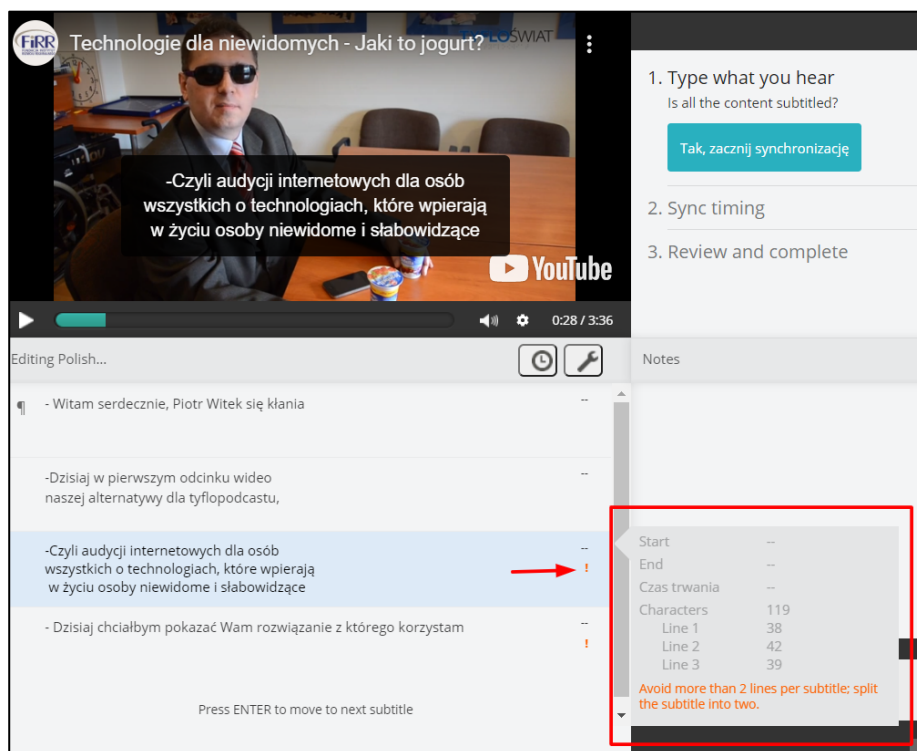 FiRR
Technologie dla niewidomych - Jaki to jogurt?
-Czyli audycji internetowych dla osób
wszystkich o technologiach, które wpierają
w życiu osoby niewidome i słabowidzące
YouTube
0:28 / 3:36
1. Type what you hear
Is all the content subtitled?
Tak, zacznij synchronizację
2. Sync timing
3. Review and complete
Editing Polish...
Notes
¶ - Witam serdecznie, Piotr Witek się kłania --
-Dzisiaj w pierwszym odcinku wideo --
naszej alternatywy dla tyflopodcastu,
-Czyli audycji internetowych dla osób --
wszystkich o technologiach, które wpierają !
w życiu osoby niewidome i słabowidzące
- Dzisiaj chciałbym pokazać Wam rozwiązanie z którego korzystam --
!
Press ENTER to move to next subtitle
Start --
End --
Czas trwania --
Characters 119
Line 1 38
Line 2 42
Line 3 39
Avoid more than 2 lines per subtitle; split
the subtitle into two.